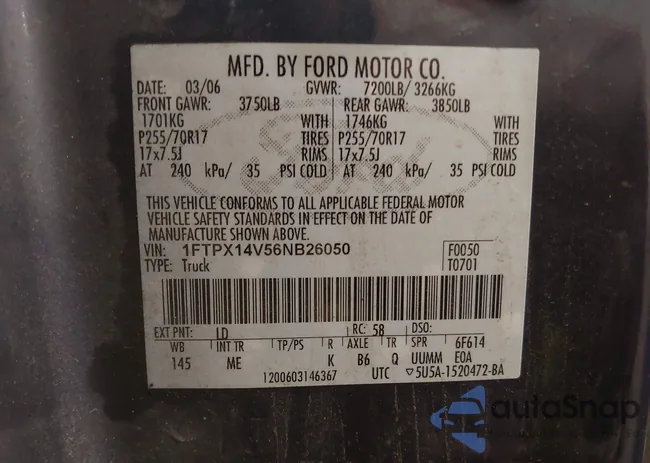 MFD. BY FORD MOTOR CO.
DATE: 03/06 GVWR: 7200LB/ 3266KG
FRONT GAWR: 3750LB REAR GAWR: 3850LB
1701KG WITH 1746KG WITH
P255/70R17 TIRES P255/70R17 TIRES
17x7.5J RIMS 17x7.5J RIMS
AT 240 kPa/ 35 PSI COLD AT 240 kPa/ 35 PSI COLD
Ford
THIS VEHICLE CONFORMS TO ALL APPLICABLE FEDERAL MOTOR
VEHICLE SAFETY STANDARDS IN EFFECT ON THE DATE OF
MANUFACTURE SHOWN ABOVE.
VIN: 1FTPX14V56NB26050 F0050
TYPE: Truck T0701
EXT PNT: LD RC: 58 DSO:
WB INT TR TP/PS R AXLE TR SPR 6F614
145 ME K B6 Q UUMM E0A
1200603146367 UTC ▽5U5A-1520472-BA
autoSnap